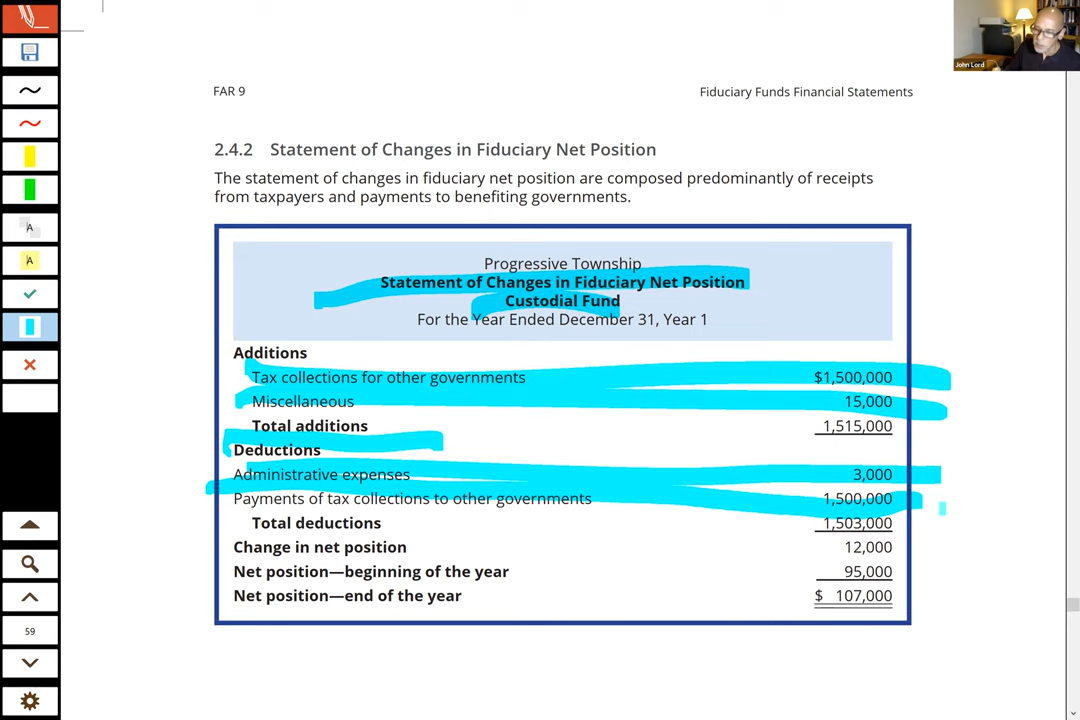 John Lord
FAR 9 Fiduciary Funds Financial Statements
2.4.2 Statement of Changes in Fiduciary Net Position
The statement of changes in fiduciary net position are composed predominantly of receipts
from taxpayers and payments to benefiting governments.
Progressive Township
Statement of Changes in Fiduciary Net Position
Custodial Fund
For the Year Ended December 31, Year 1
Additions
Tax collections for other governments $1,500,000
Miscellaneous 15,000
Total additions 1,515,000
Deductions
Administrative expenses 3,000
Payments of tax collections to other governments 1,500,000
Total deductions 1,503,000
Change in net position 12,000
Net position—beginning of the year 95,000
Net position—end of the year $ 107,000
A
A
59